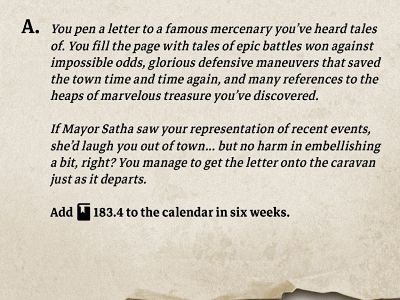 A. You pen a letter to a famous mercenary you've heard tales
of. You fill the page with tales of epic battles won against
impossible odds, glorious defensive maneuvers that saved
the town time and time again, and many references to the
heaps of marvelous treasure you've discovered.
If Mayor Satha saw your representation of recent events,
she'd laugh you out of town... but no harm in embellishing
a bit, right? You manage to get the letter onto the caravan
just as it departs.
Add 183.4 to the calendar in six weeks.